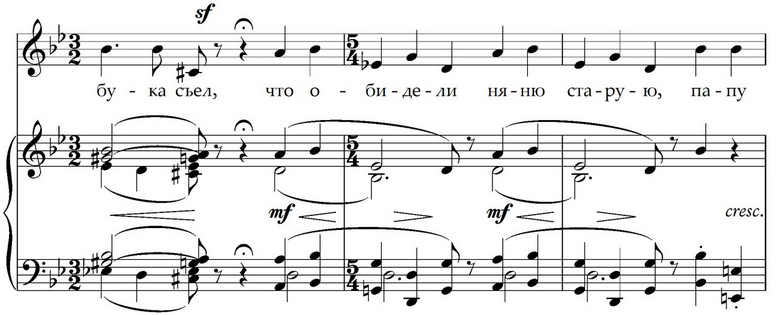 sf
бу - ка съел, что о - би - де - ли ня - ню ста - ру - ю, па - пу
mf mf cresc.